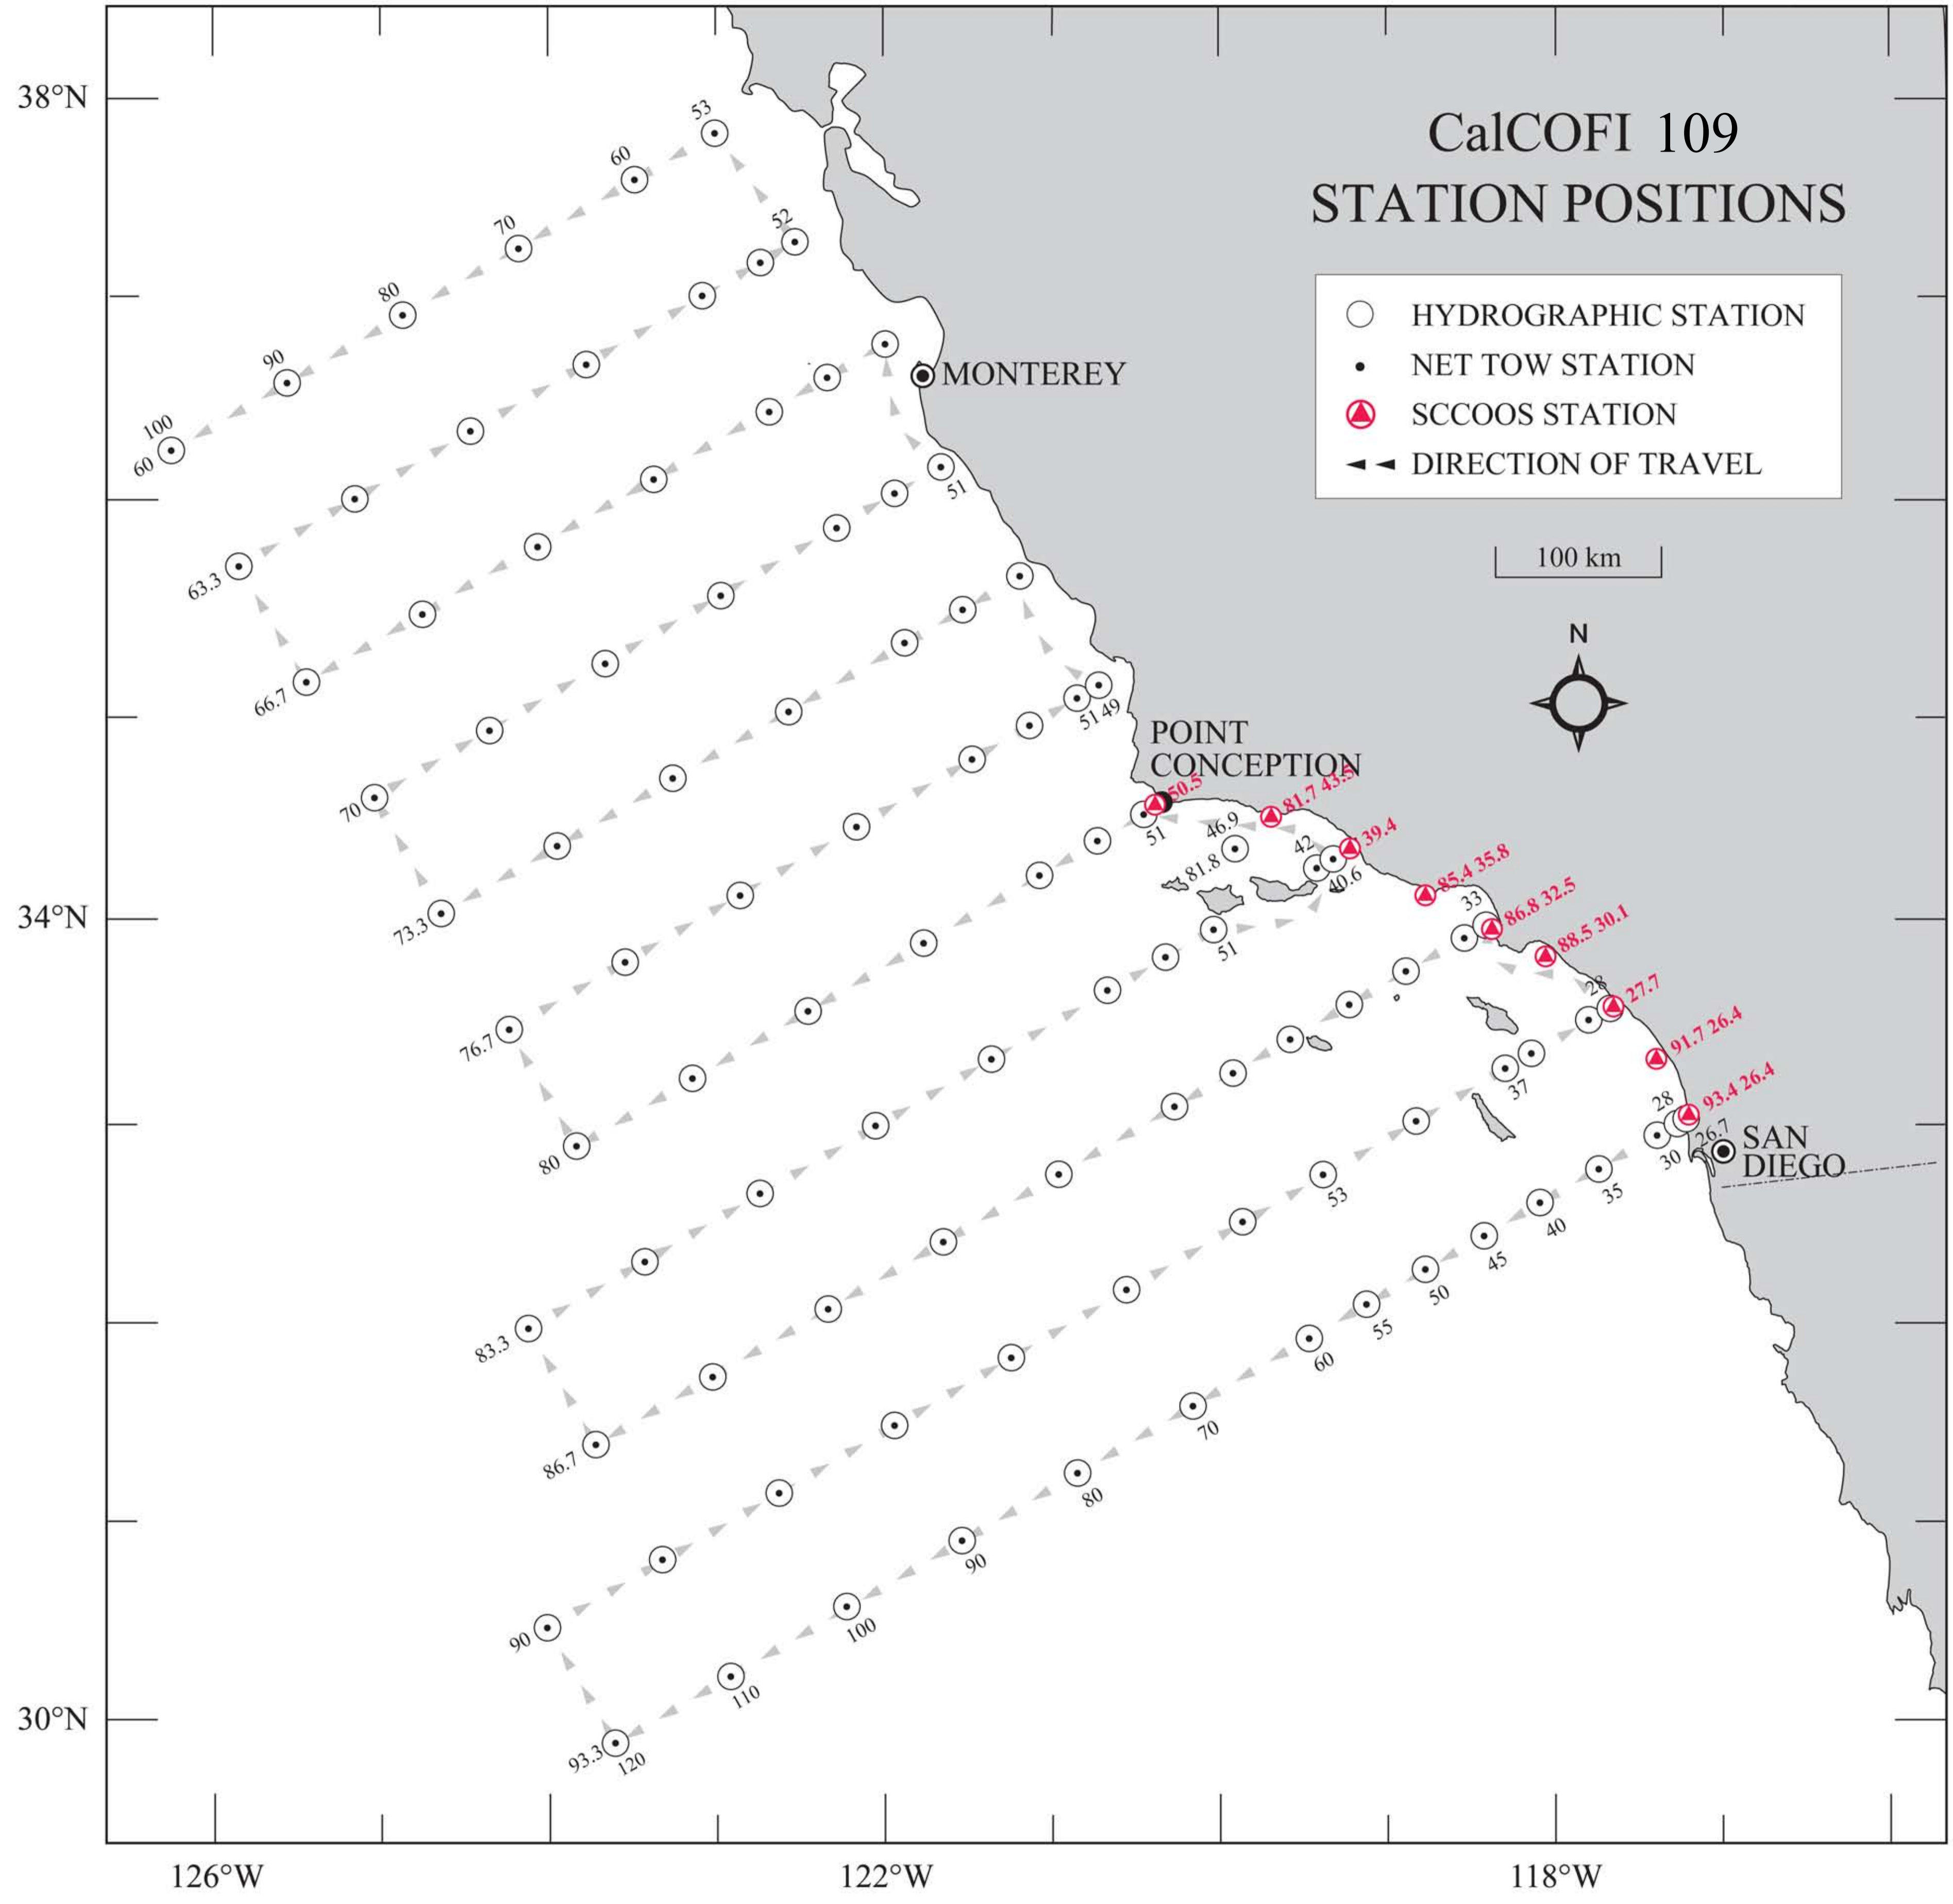 38°N
CalCOFI 109
STATION POSITIONS
53
60
52
70
80
HYDROGRAPHIC STATION
NET TOW STATION
SCCOOS STATION
DIRECTION OF TRAVEL
90
MONTEREY
100
60
51
100 km
63.3
N
66.7
51 49
POINT
CONCEPTION
70
50.5
81.7 43.5
46.9
51
42
39.4
81.8
40.6
85.4 35.8
33
86.8 32.5
34°N
73.3
51
88.5 30.1
28
27.7
76.7
91.7 26.4
37
93.4 26.4
28
26.7
SAN
DIEGO
80
30
35
53
40
45
50
83.3
55
60
70
86.7
80
90
90
100
110
30°N
93.3
120
126°W
122°W
118°W